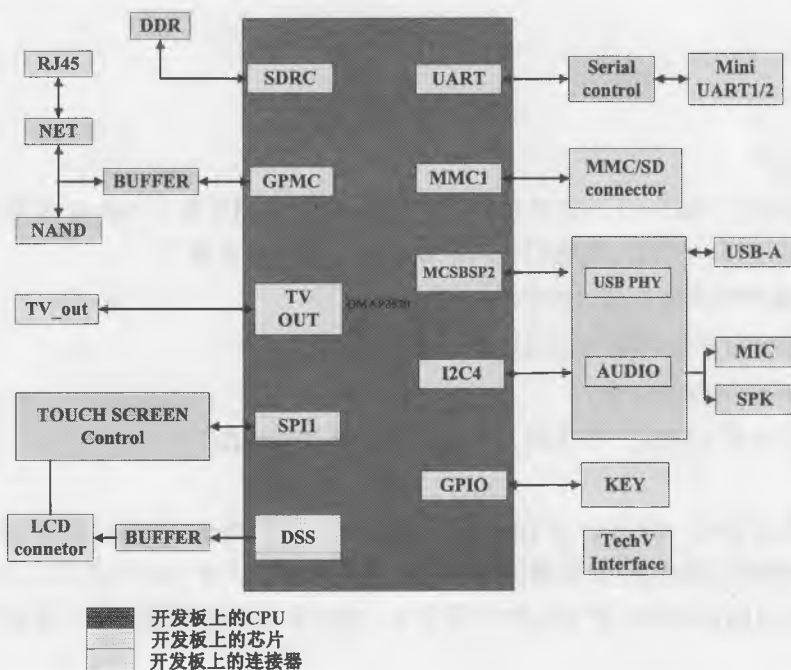 DDR
RJ45
SDRC
UART
Serial
control
Mini
UART1/2
NET
BUFFER
GPMC
MMC1
MMC/SD
connector
NAND
MCSBSP2
USB PHY
USB-A
TV_out
TV
OUT
I2C4
AUDIO
MIC
SPK
TOUCH SCREEN
Control
SPI1
GPIO
KEY
LCD
connetor
BUFFER
DSS
TechV
Interface
开发板上的CPU
开发板上的芯片
开发板上的连接器